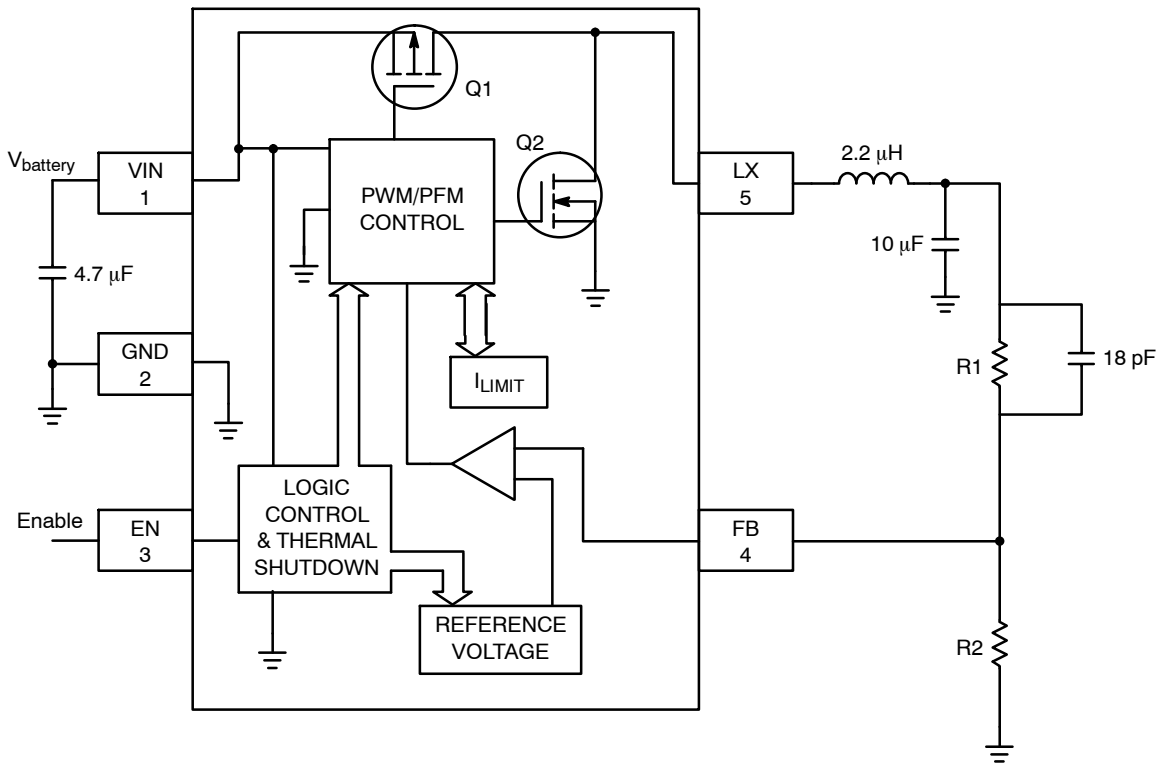 Q1
Q2
Vbattery
VIN
1
PWM/PFM
CONTROL
LX
5
2.2 μH
10 μF
4.7 μF
GND
2
ILIMIT
R1
18 pF
Enable
EN
3
LOGIC
CONTROL
& THERMAL
SHUTDOWN
FB
4
REFERENCE
VOLTAGE
R2